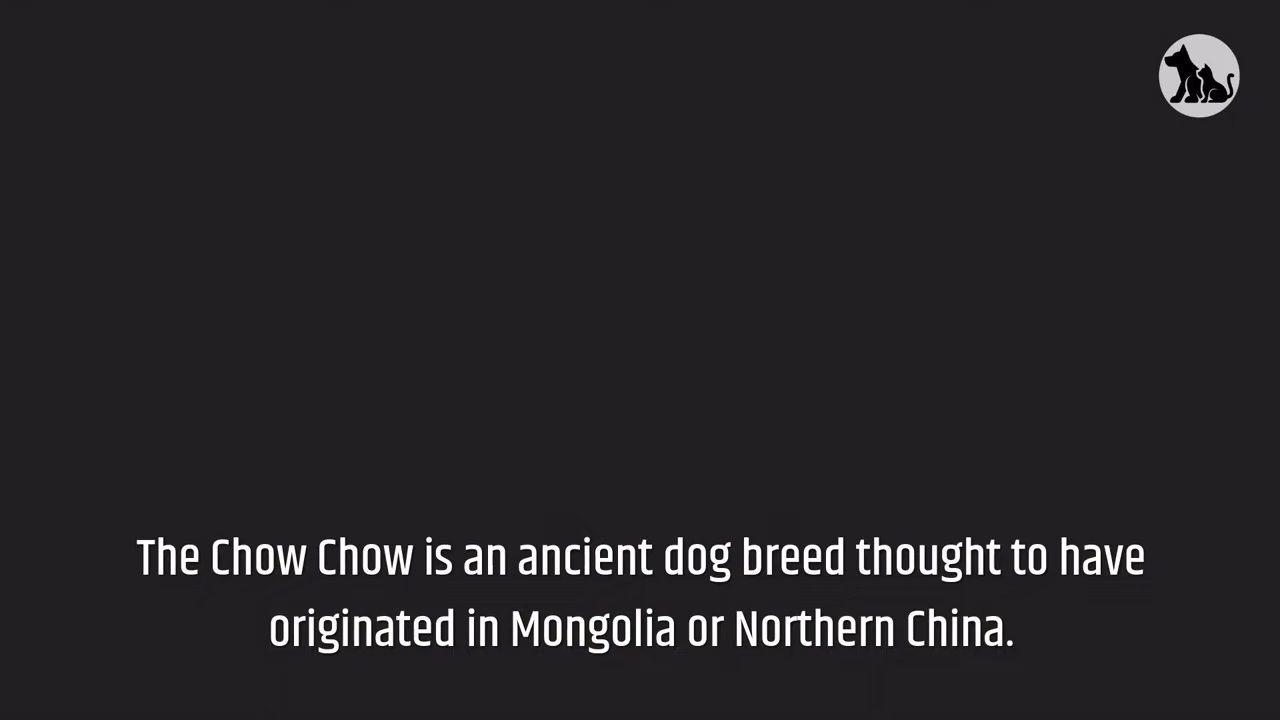 The Chow Chow is an ancient dog breed thought to have
originated in Mongolia or Northern China.